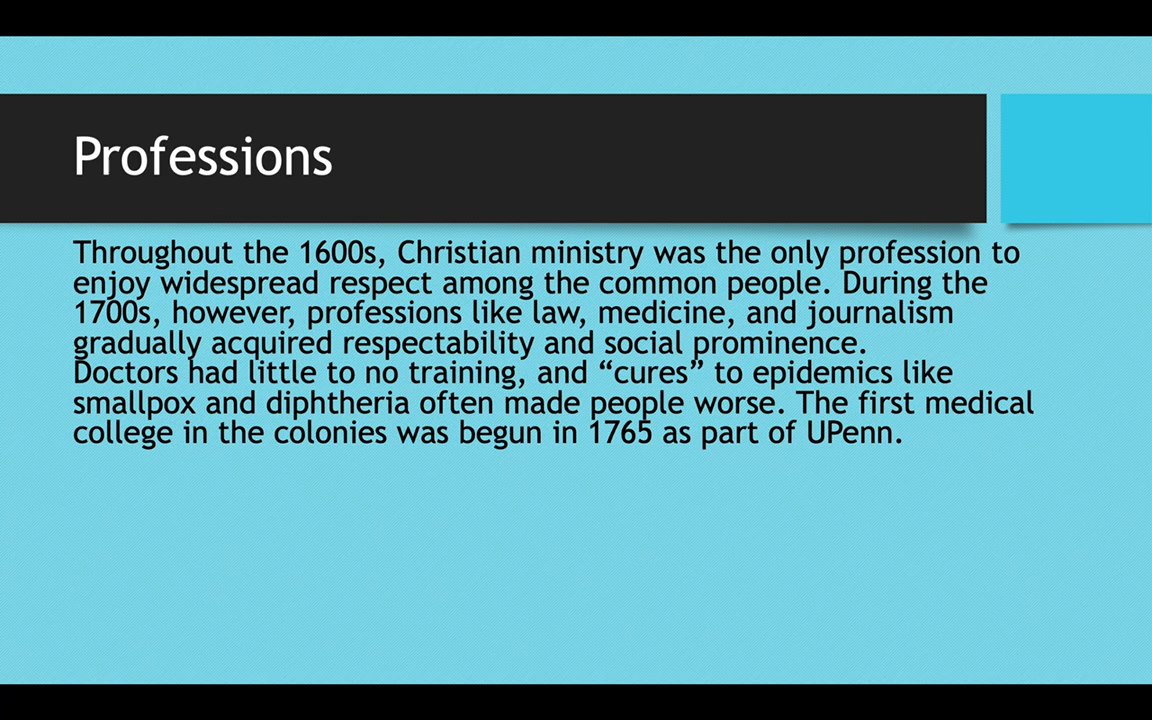 Professions
Throughout the 1600s, Christian ministry was the only profession to
enjoy widespread respect among the common people. During the
1700s, however, professions like law, medicine, and journalism
gradually acquired respectability and social prominence.
Doctors had little to no training, and “cures” to epidemics like
smallpox and diphtheria often made people worse. The first medical
college in the colonies was begun in 1765 as part of UPenn.